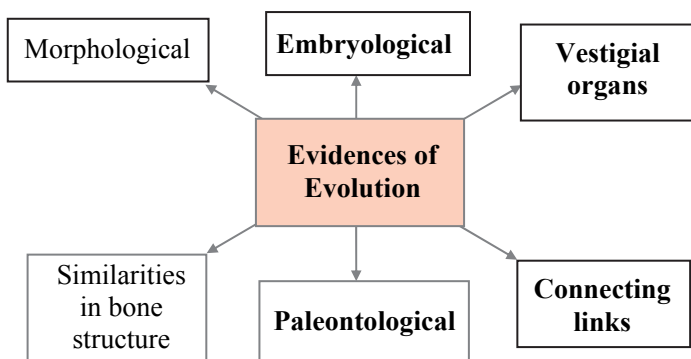 Morphological
Embryological
Vestigial
organs
Evidences of
Evolution
Similarities
in bone
structure
Paleontological
Connecting
links